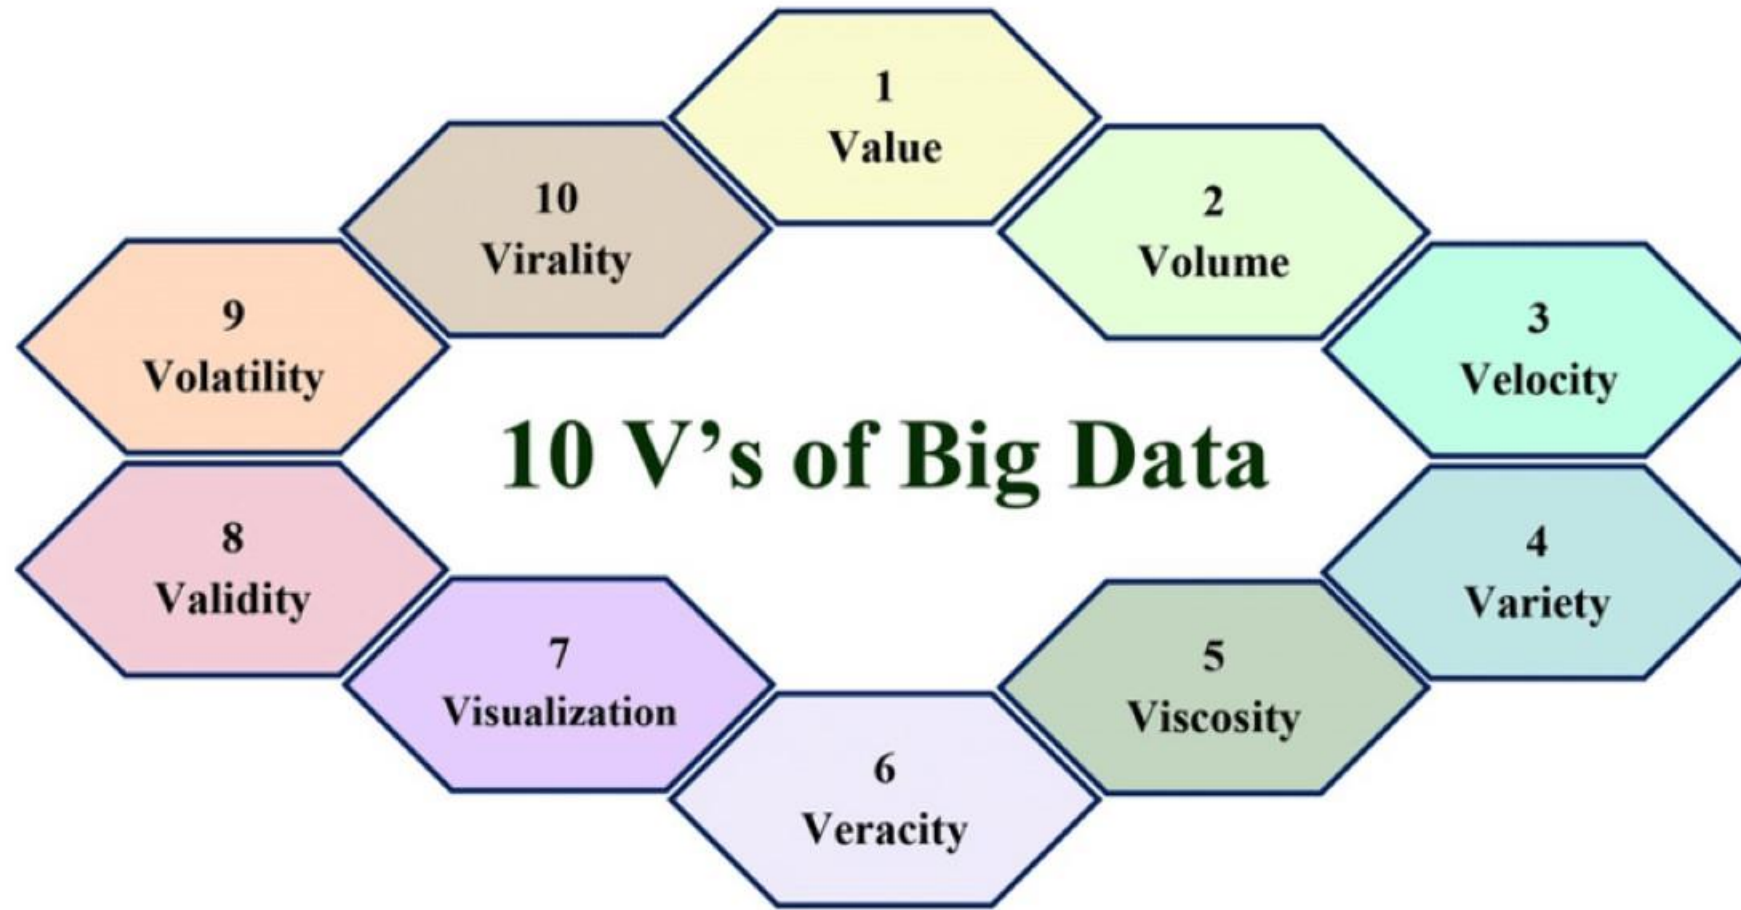 1
Value
2
Volume
3
Velocity
4
Variety
5
Viscosity
6
Veracity
7
Visualization
8
Validity
9
Volatility
10
Virality
10 V’s of Big Data